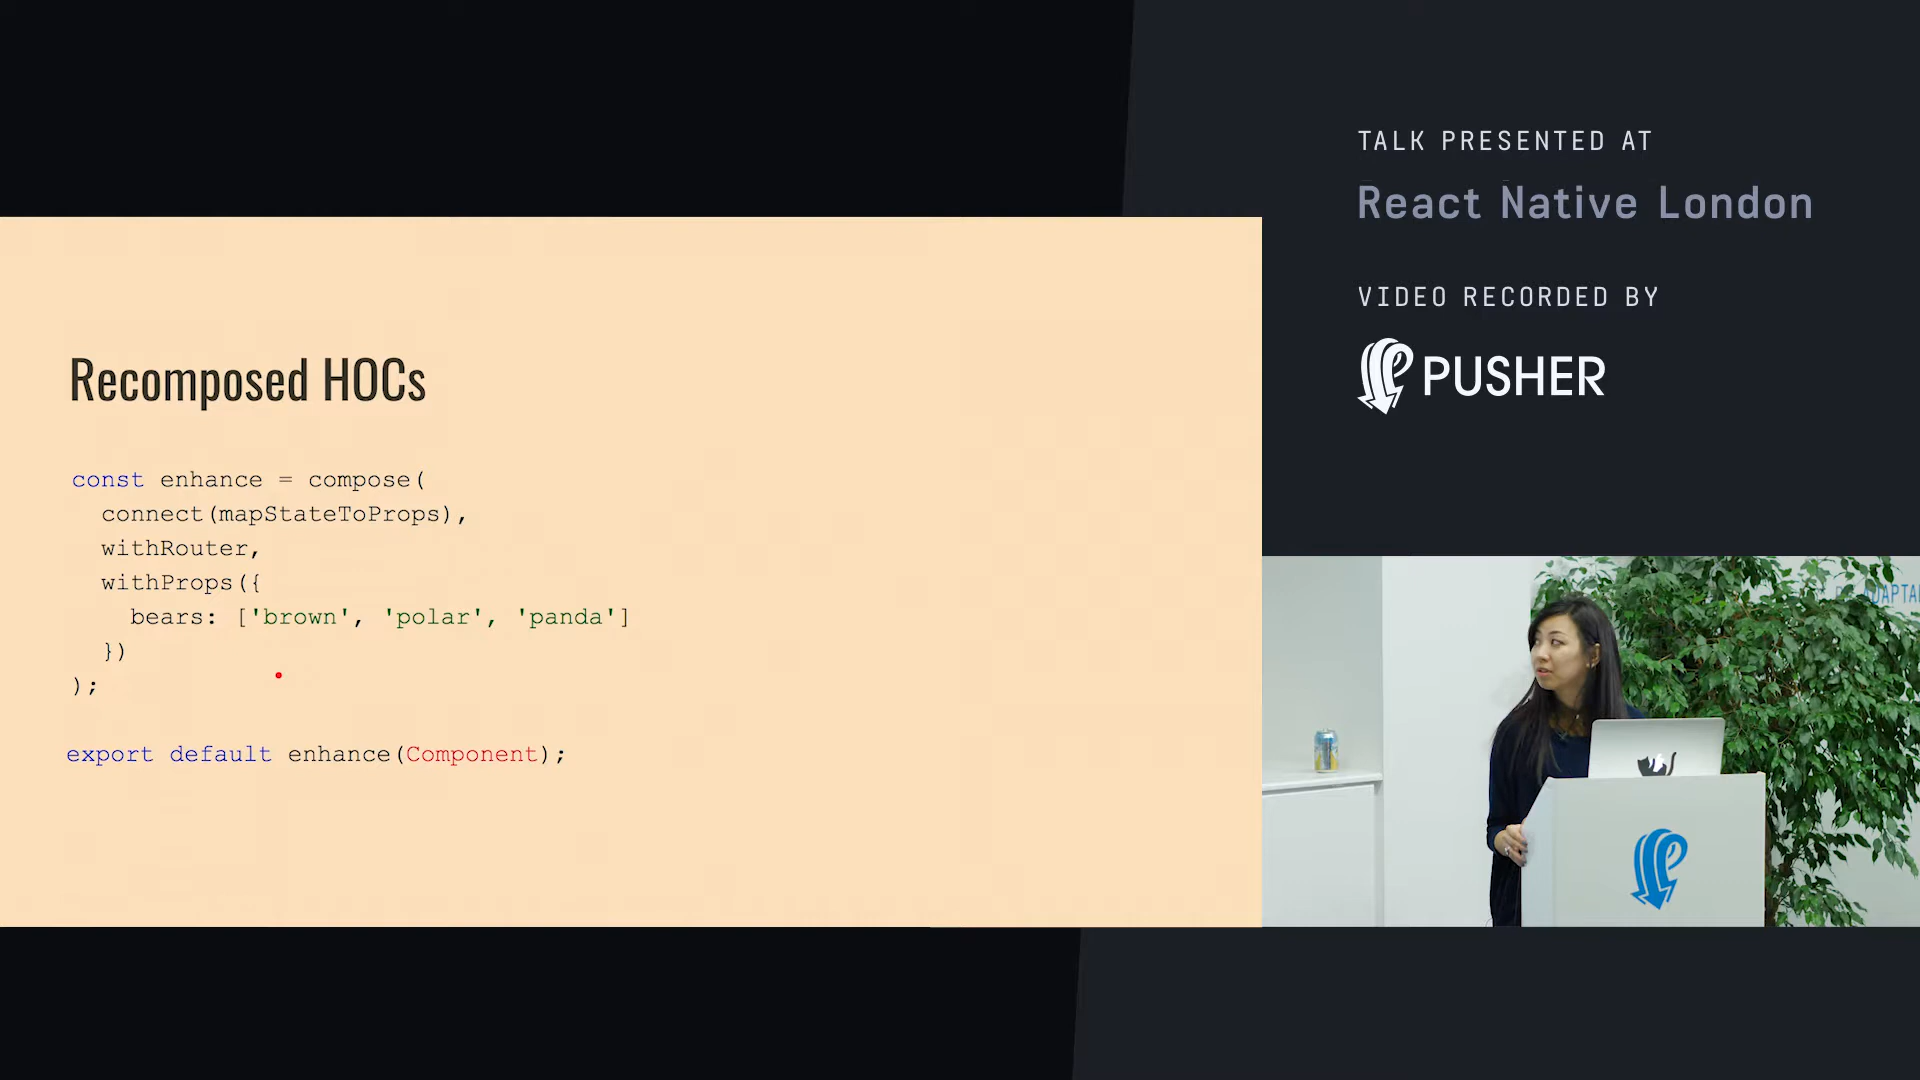 TALK PRESENTED AT
React Native London
VIDEO RECORDED BY
PUSHER
Recomposed HOCs
const enhance = compose(
connect(mapStateToProps),
withRouter,
withProps({
bears: ['brown', 'polar', 'panda']
})
);
export default enhance(Component);